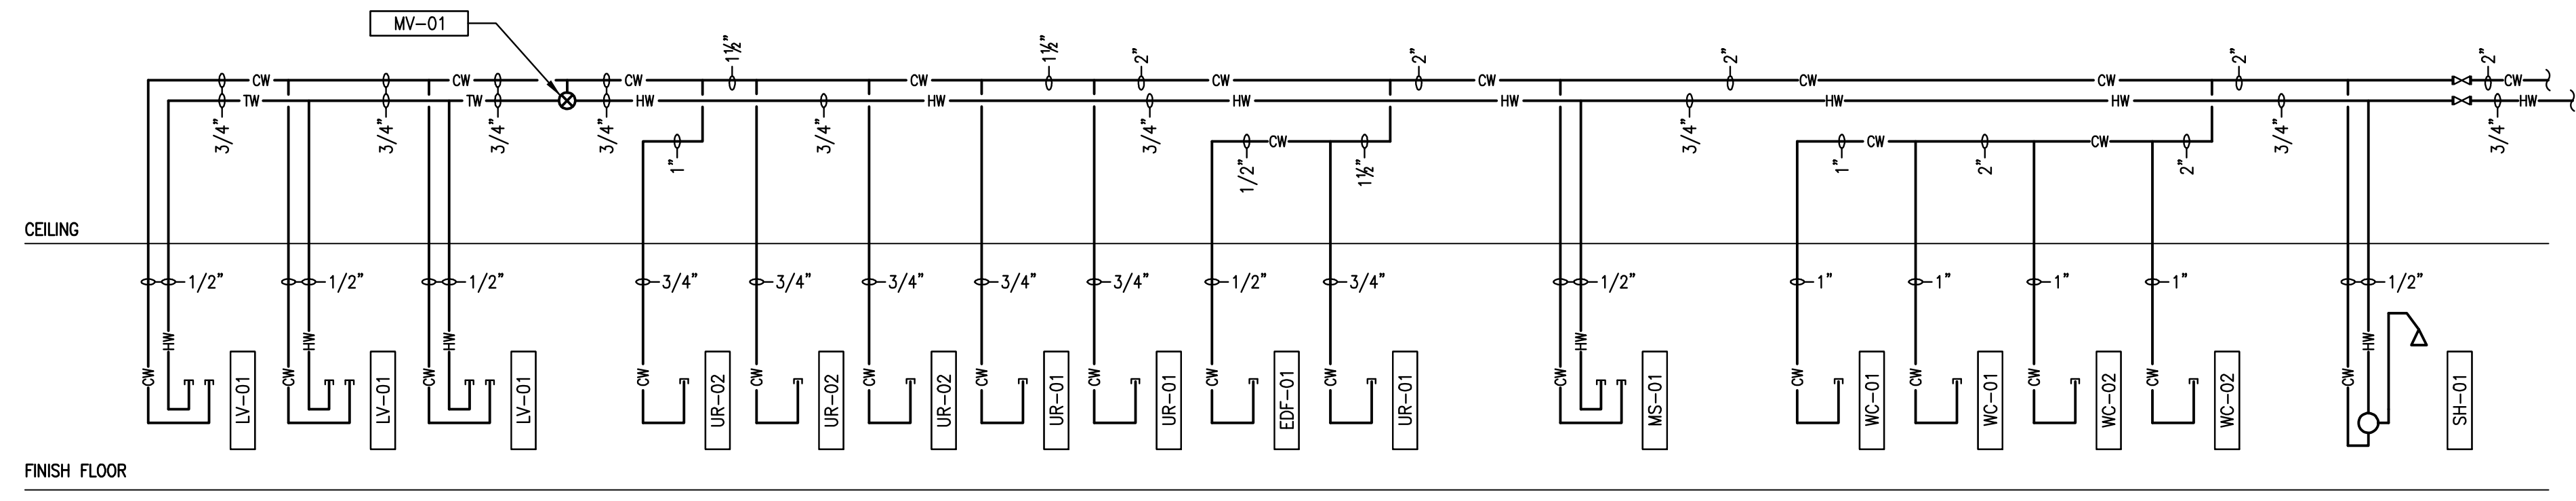 MV-01
1½" 1½" 2" 2" 2" 2" 2"
CW CW CW CW CW CW CW CW
TW TW HW HW HW HW HW HW HW
3/4" 3/4" 3/4" 3/4" 3/4" 3/4" 3/4" 3/4" 3/4"
CW CW CW
1" 1/2" 1½" 1" 2" 2"
CEILING
1/2" 1/2" 1/2" 3/4" 3/4" 3/4" 3/4" 3/4" 1/2" 3/4" 1/2" 1" 1" 1" 1" 1/2"
HW HW HW HW HW
CW CW CW CW CW CW CW CW CW CW CW CW CW CW CW CW
LV-01 LV-01 LV-01 UR-02 UR-02 UR-02 UR-01 UR-01 EDF-01 UR-01 MS-01 WC-01 WC-01 WC-02 WC-02 SH-01
FINISH FLOOR